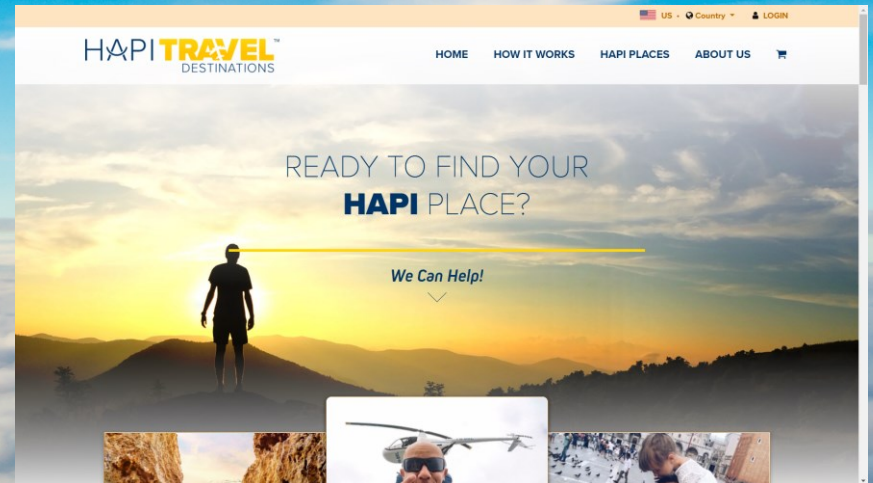 US
Country
LOGIN
HAPI TRAVEL™
DESTINATIONS
HOME
HOW IT WORKS
HAPI PLACES
ABOUT US
READY TO FIND YOUR
HAPI PLACE?
We Can Help!